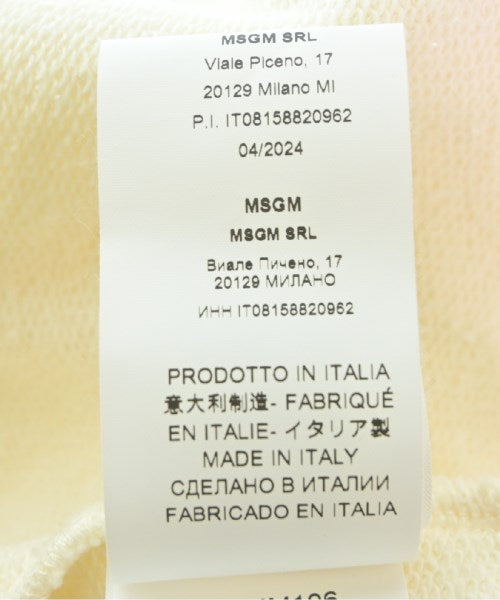 MSGM SRL
Viale Piceno, 17
20129 Milano MI
P.I. IT08158820962
04/2024
MSGM
MSGM SRL
Виале Пичено, 17
20129 МИЛАНО
ИНН IT08158820962
PRODOTTO IN ITALIA
意大利制造- FABRIQUÉ
EN ITALIE- イタリア製
MADE IN ITALY
СДЕЛАНО В ИТАЛИИ
FABRICADO EN ITALIA